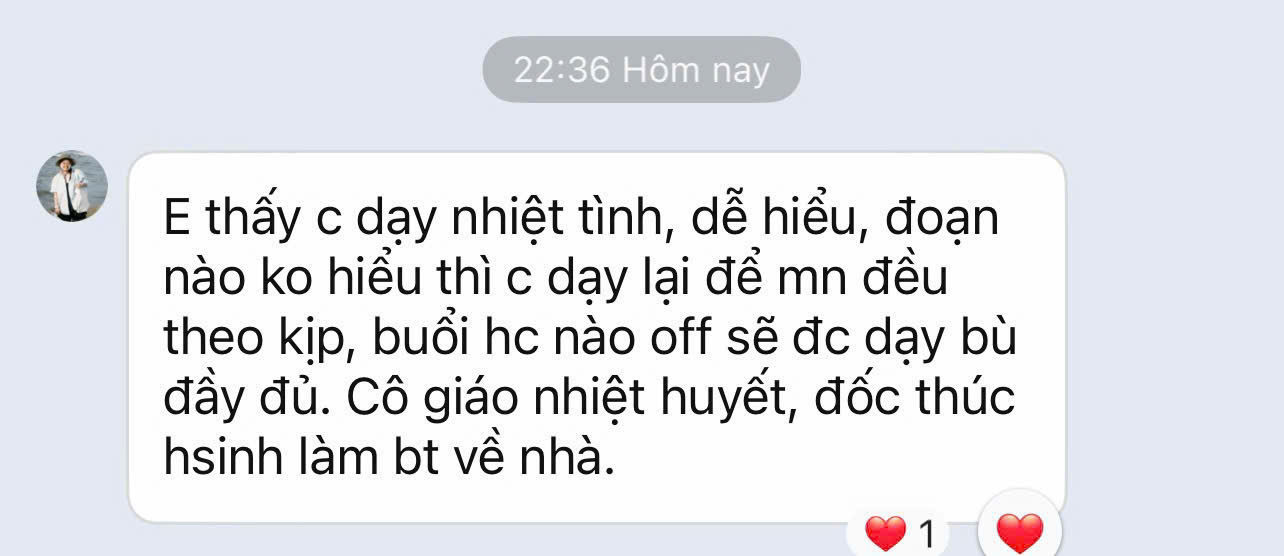 22:36 Hôm nay
E thấy c dạy nhiệt tình, dễ hiểu, đoạn
nào ko hiểu thì c dạy lại để mn đều
theo kịp, buổi hc nào off sẽ đc dạy bù
đầy đủ. Cô giáo nhiệt huyết, đốc thúc
hsinh làm bt về nhà.
1